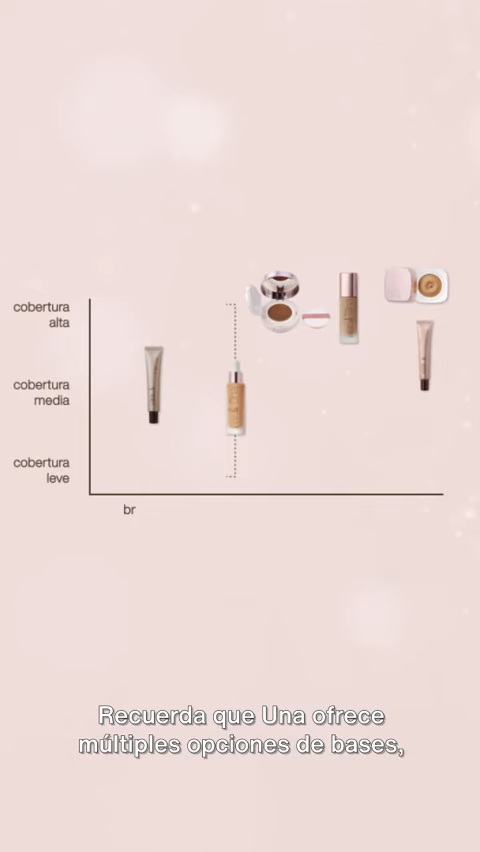 cobertura
alta
cobertura
media
cobertura
leve
br
Recuerda que Una ofrece
múltiples opciones de bases,